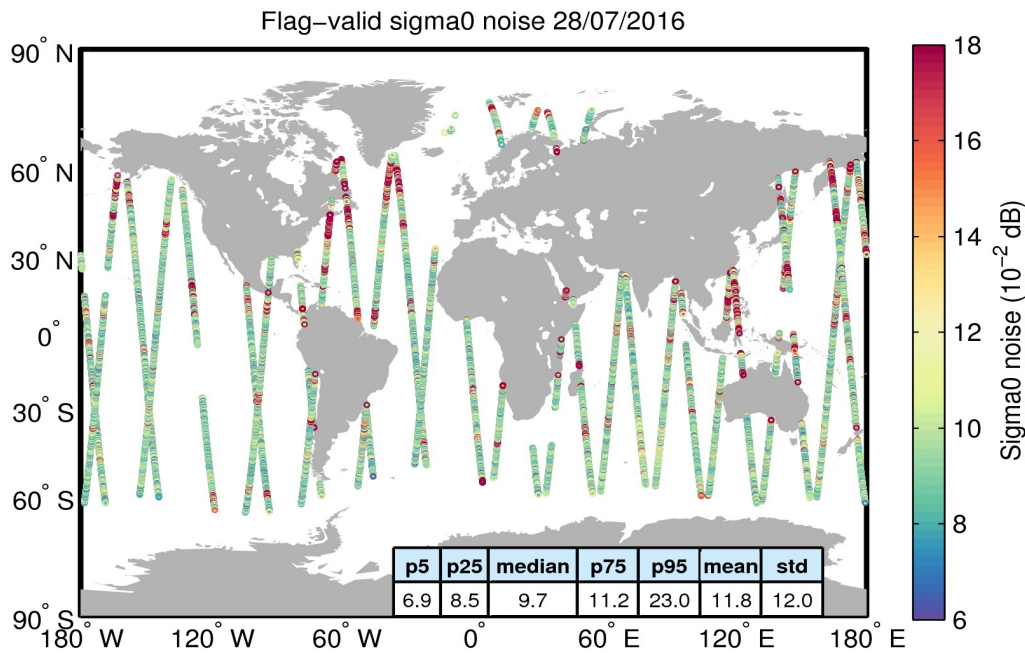 Flag−valid sigma0 noise 28/07/2016
90° N
60° N
30° N
0°
30° S
60° S
90° S
180° W
120° W
60° W
0°
60° E
120° E
180° E
p5 p25 median p75 p95 mean std
6.9 8.5 9.7 11.2 23.0 11.8 12.0
18
16
14
12
10
8
6
Sigma0 noise (10⁻² dB)